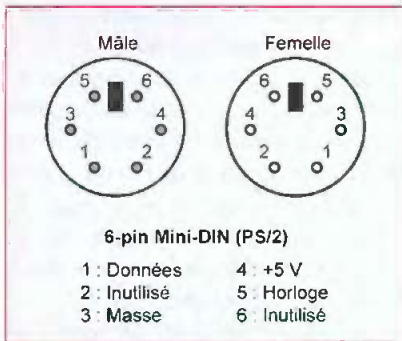 Mâle Femelle
5 6 6 5
3 4 4 3
1 2 2 1
6-pin Mini-DIN (PS/2)
1 : Données 4 : +5 V
2 : Inutilisé 5 : Horloge
3 : Masse 6 : Inutilisé